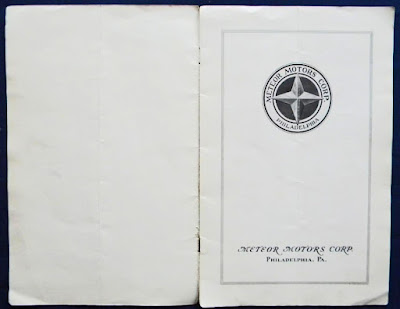 METEOR MOTORS CORP.
PHILADELPHIA
METEOR MOTORS CORP.
PHILADELPHIA, PA.